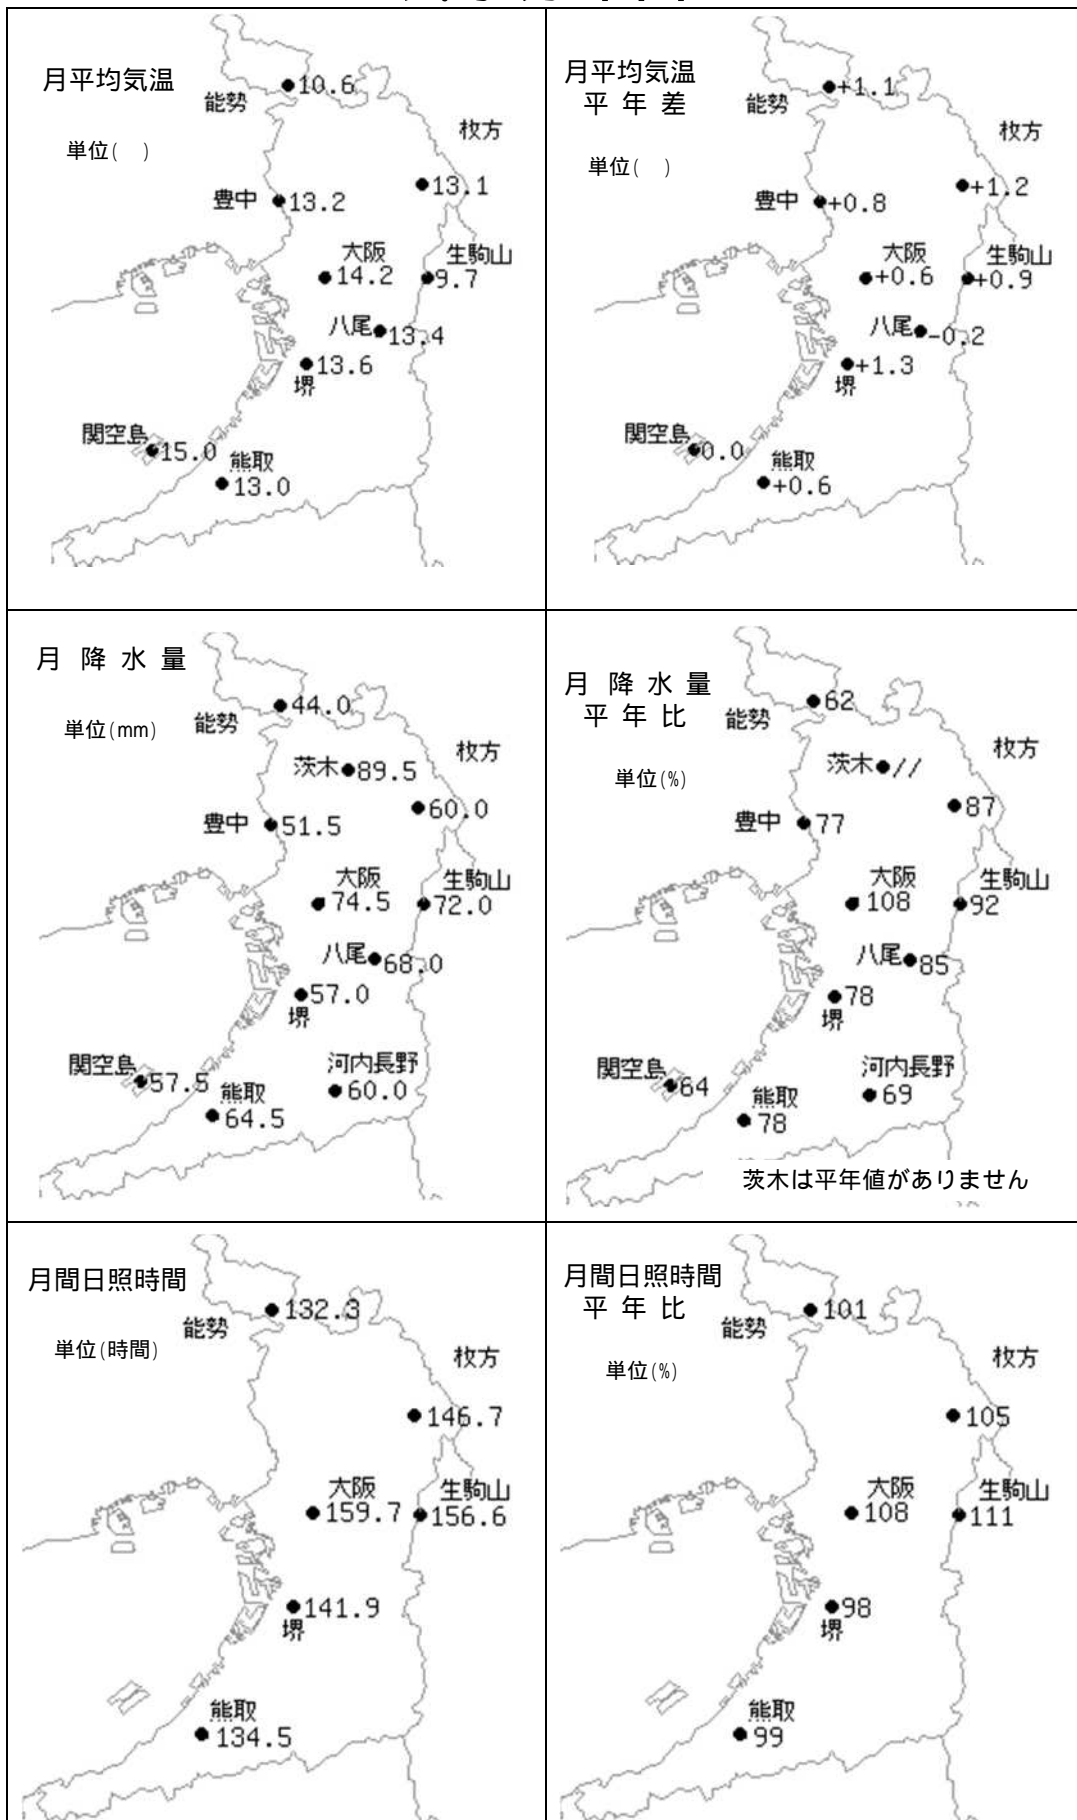 月平均気温
単位( )
能勢
10.6
枚方
13.1
豊中
13.2
大阪
14.2
生駒山
9.7
八尾
13.4
13.6
堺
関空島
15.0
熊取
13.0
月平均気温
平年差
単位( )
能勢
+1.1
枚方
+1.2
豊中
+0.8
大阪
+0.6
生駒山
+0.9
八尾
-0.2
+1.3
堺
関空島
0.0
熊取
+0.6
月降水量
単位(mm)
能勢
44.0
枚方
茨木
89.5
60.0
豊中
51.5
大阪
74.5
生駒山
72.0
八尾
68.0
57.0
堺
関空島
57.5
熊取
64.5
河内長野
60.0
月降水量
平年比
単位(%)
能勢
62
枚方
茨木
//
87
豊中
77
大阪
108
生駒山
92
八尾
85
78
堺
関空島
64
熊取
78
河内長野
69
茨木は平年値がありません
月間日照時間
単位(時間)
能勢
132.3
枚方
146.7
大阪
159.7
生駒山
156.6
141.9
堺
熊取
134.5
月間日照時間
平年比
単位(%)
能勢
101
枚方
105
大阪
108
生駒山
111
98
堺
熊取
99